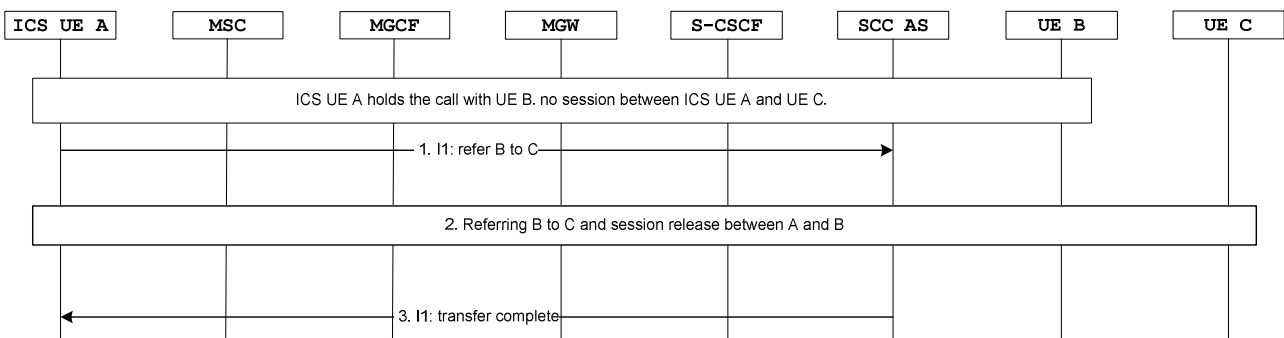 ICS UE A
MSC
MGCF
MGW
S-CSCF
SCC AS
UE B
UE C
ICS UE A holds the call with UE B. no session between ICS UE A and UE C.
1. I1: refer B to C
2. Referring B to C and session release between A and B
3. I1: transfer complete